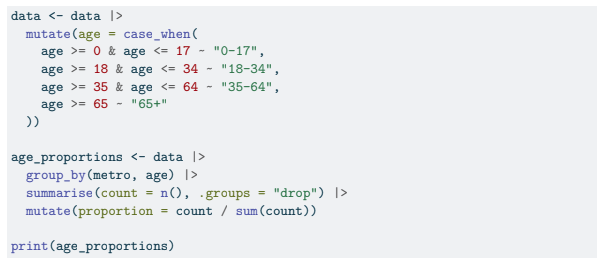 data <- data |>
  mutate(age = case_when(
    age >= 0 & age <= 17 ~ "0-17",
    age >= 18 & age <= 34 ~ "18-34",
    age >= 35 & age <= 64 ~ "35-64",
    age >= 65 ~ "65+"
  ))

age_proportions <- data |>
  group_by(metro, age) |>
  summarise(count = n(), .groups = "drop") |>
  mutate(proportion = count / sum(count))

print(age_proportions)